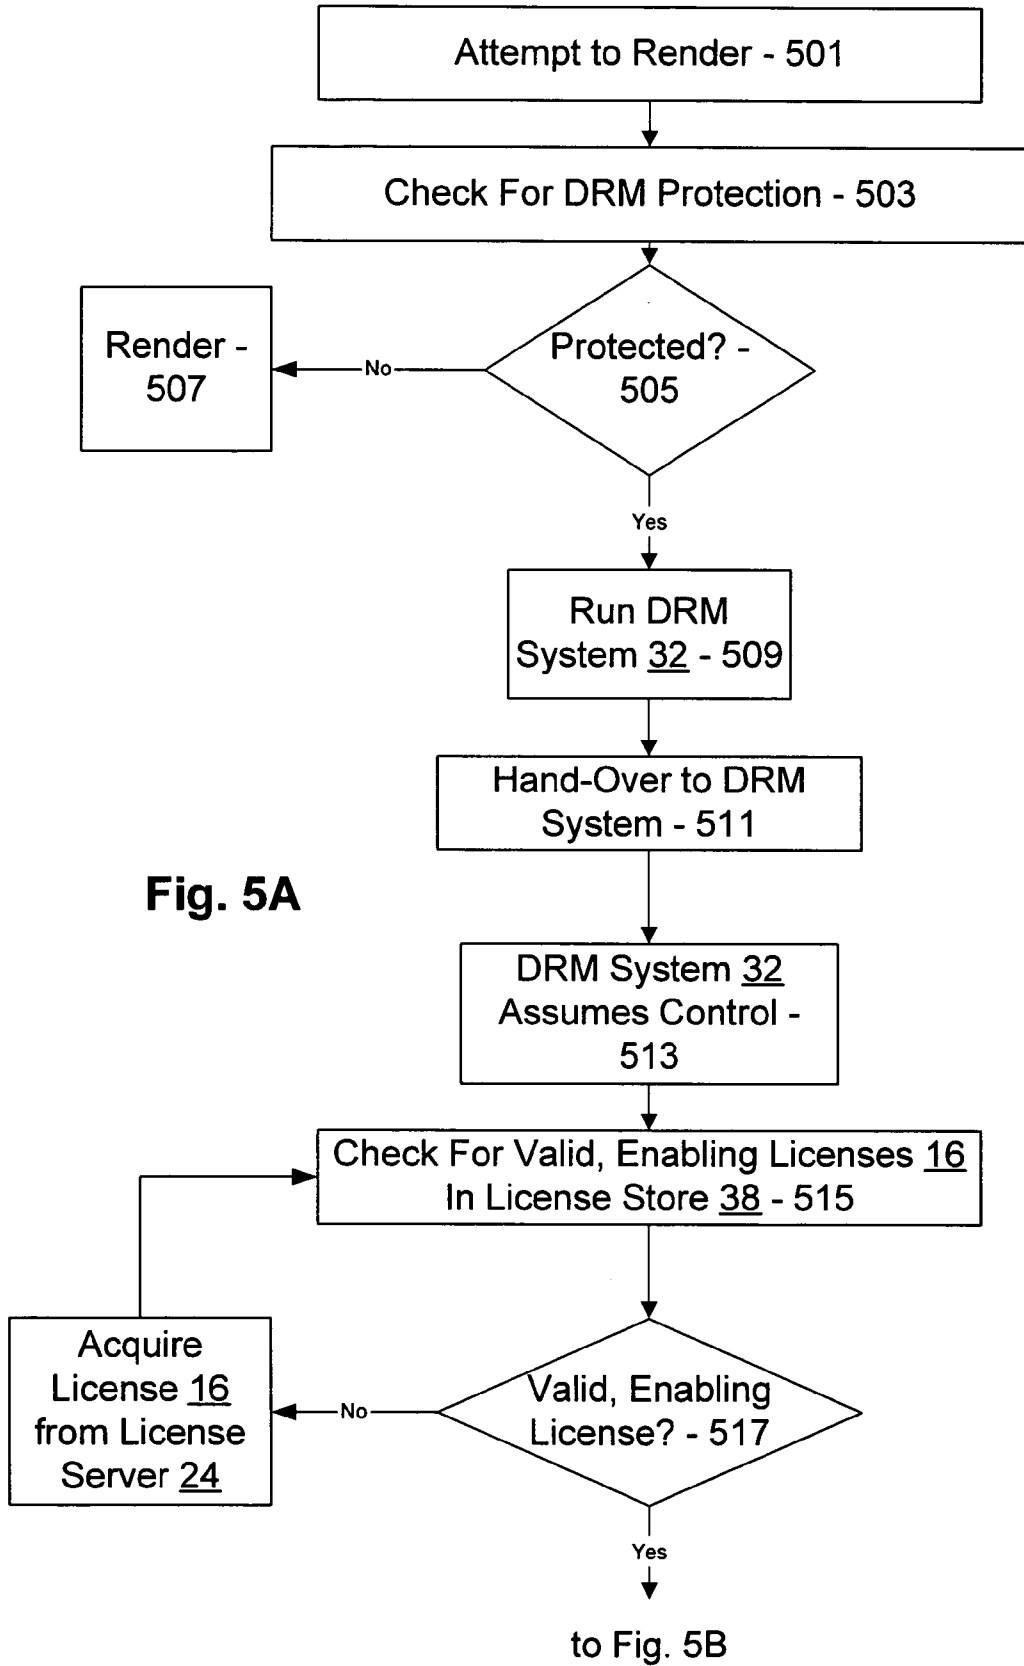 Attempt to Render - 501
Check For DRM Protection - 503
Protected? -
505
No
Render -
507
Yes
Run DRM
System 32 - 509
Hand-Over to DRM
System - 511
Fig. 5A
DRM System 32
Assumes Control -
513
Check For Valid, Enabling Licenses 16
In License Store 38 - 515
Valid, Enabling
License? - 517
No
Acquire
License 16
from License
Server 24
Yes
to Fig. 5B